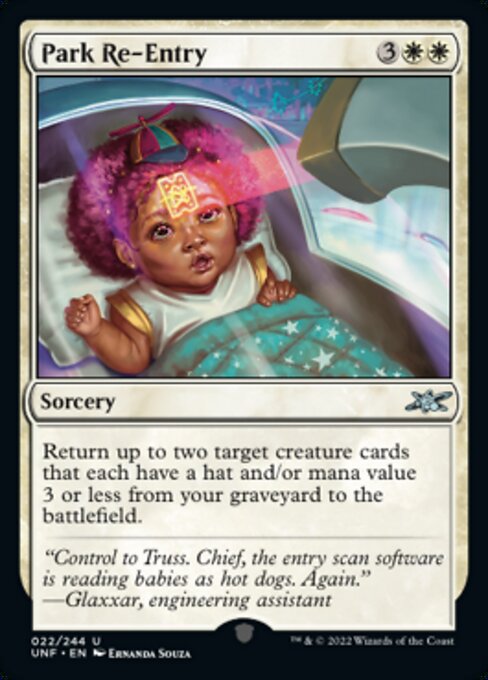 Park Re-Entry 3
Sorcery
Return up to two target creature cards
that each have a hat and/or mana value
3 or less from your graveyard to the
battlefield.
“Control to Truss. Chief, the entry scan software
is reading babies as hot dogs. Again.”
—Glaxxar, engineering assistant
022/244 U
UNF • EN Ernanda Souza ™ & © 2022 Wizards of the Coast